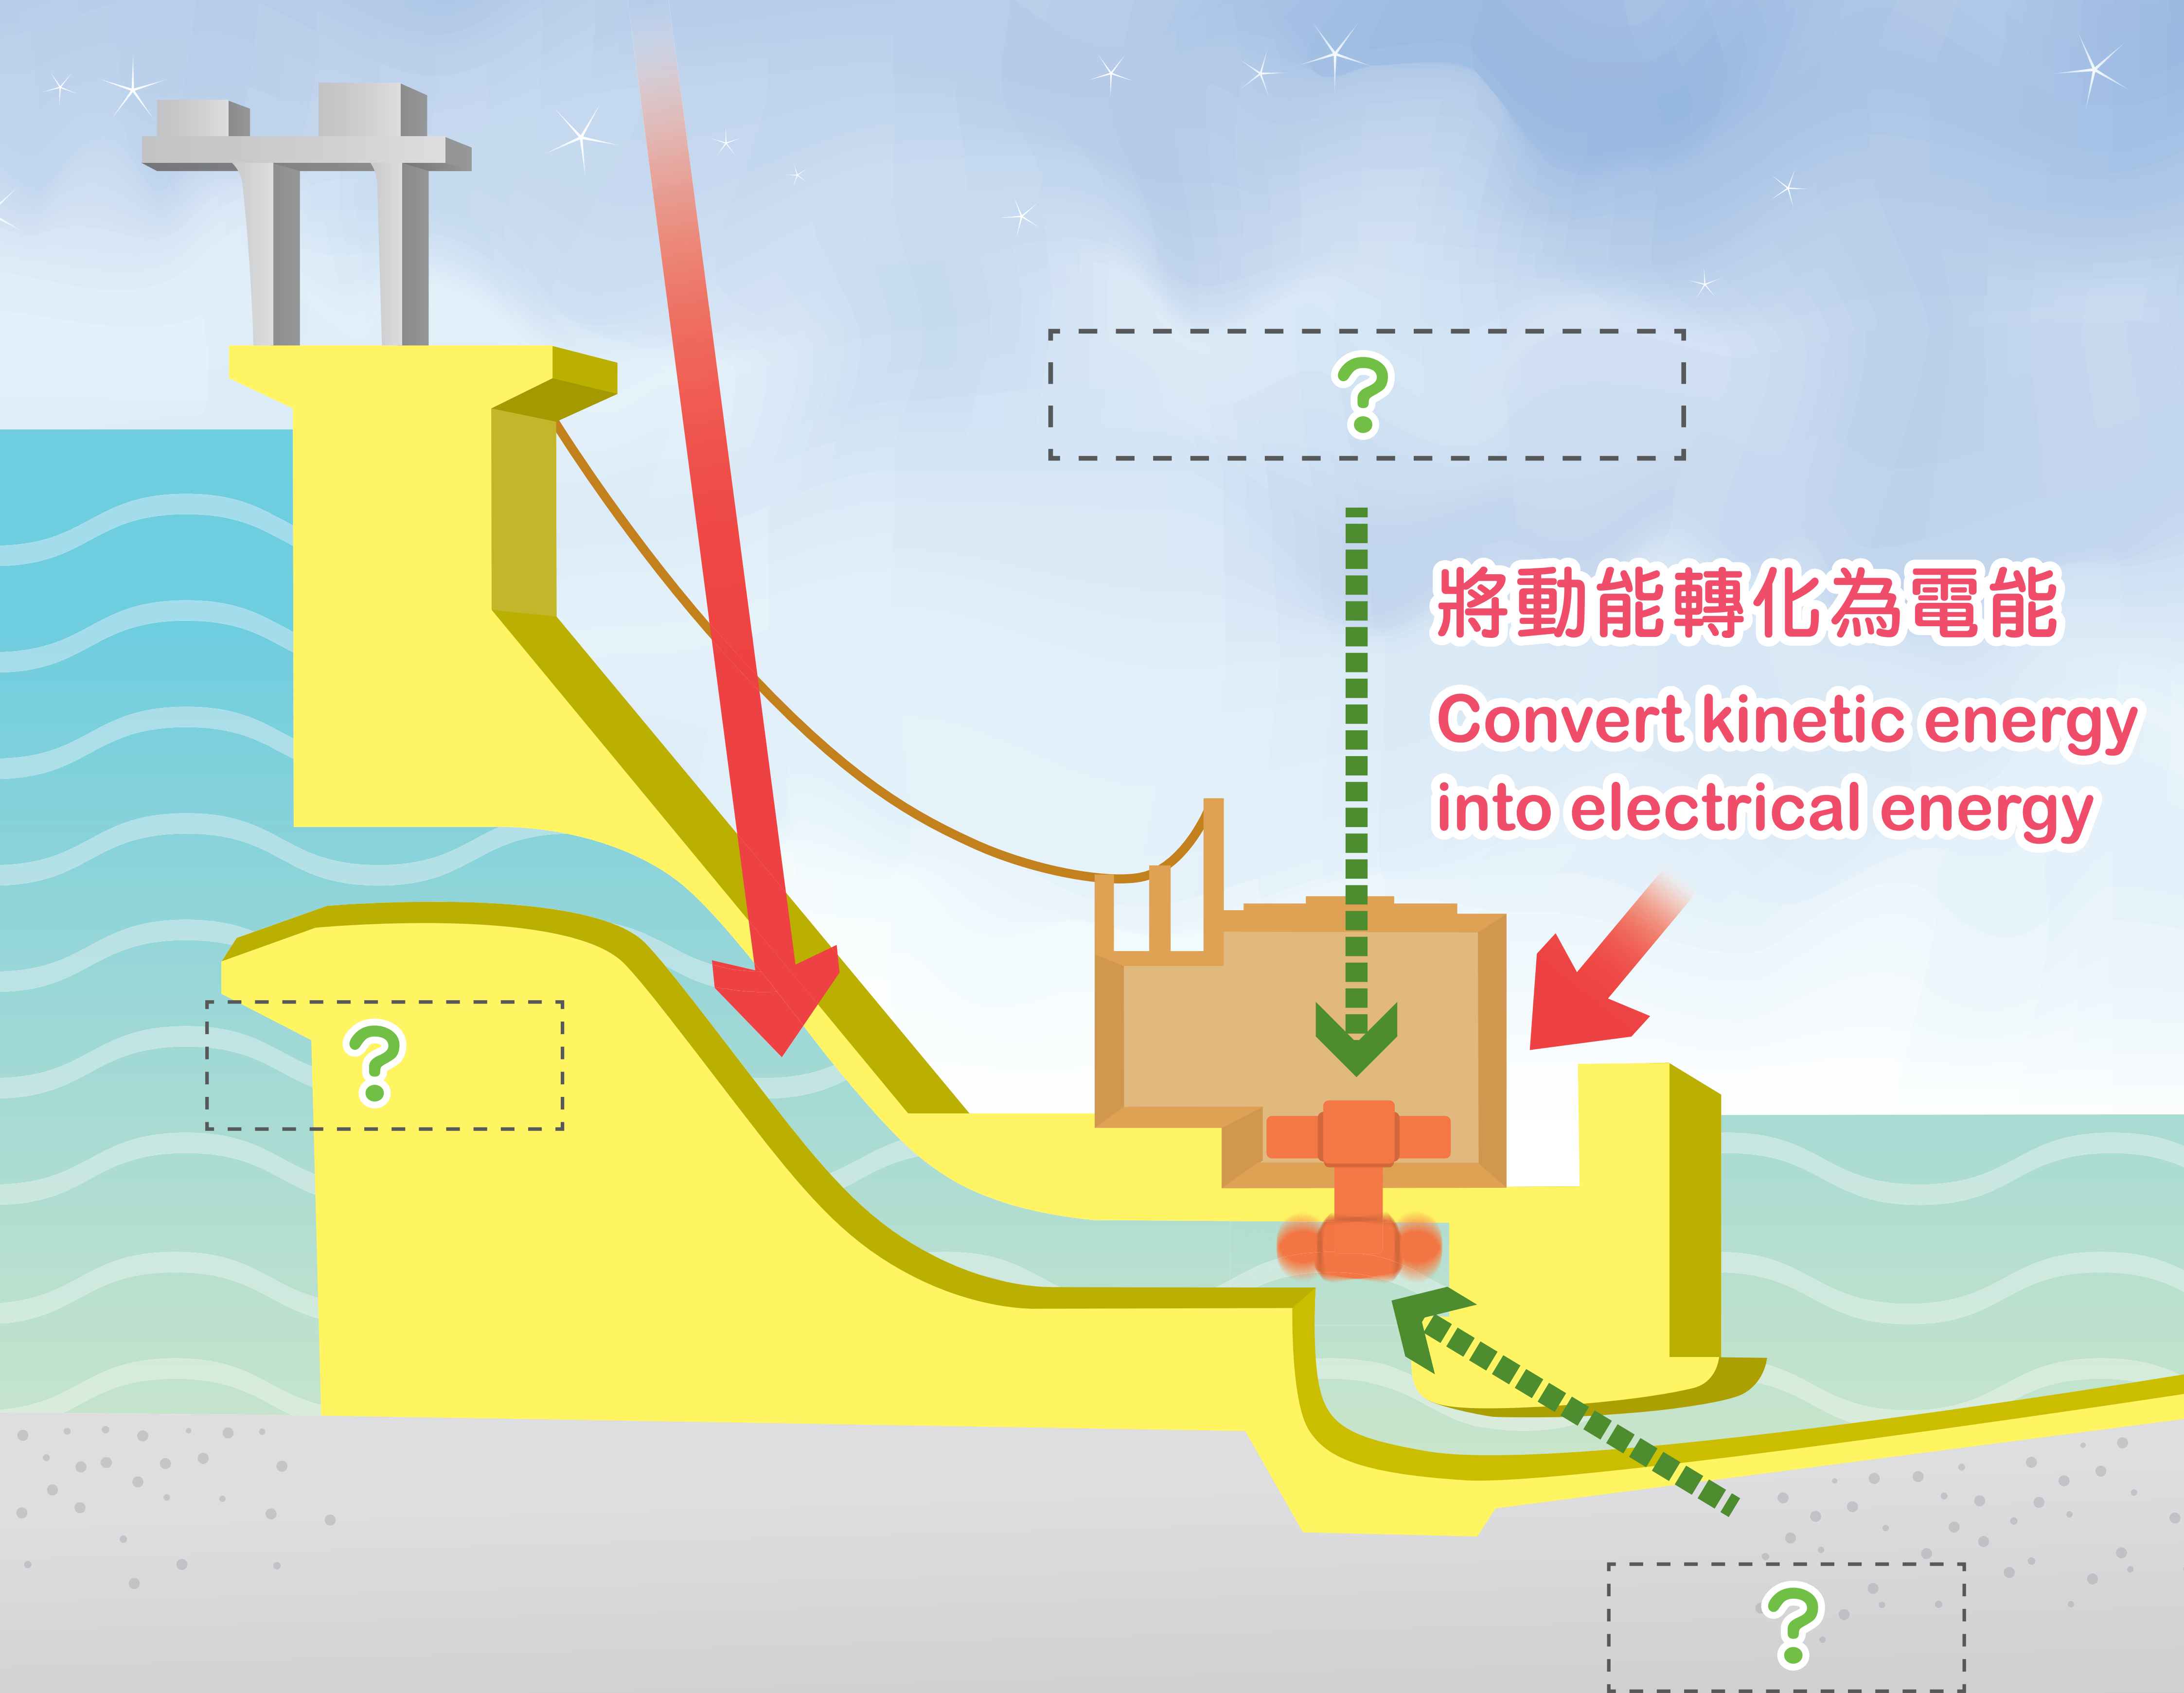 ?
將動能轉化為電能
Convert kinetic energy
into electrical energy
?
?